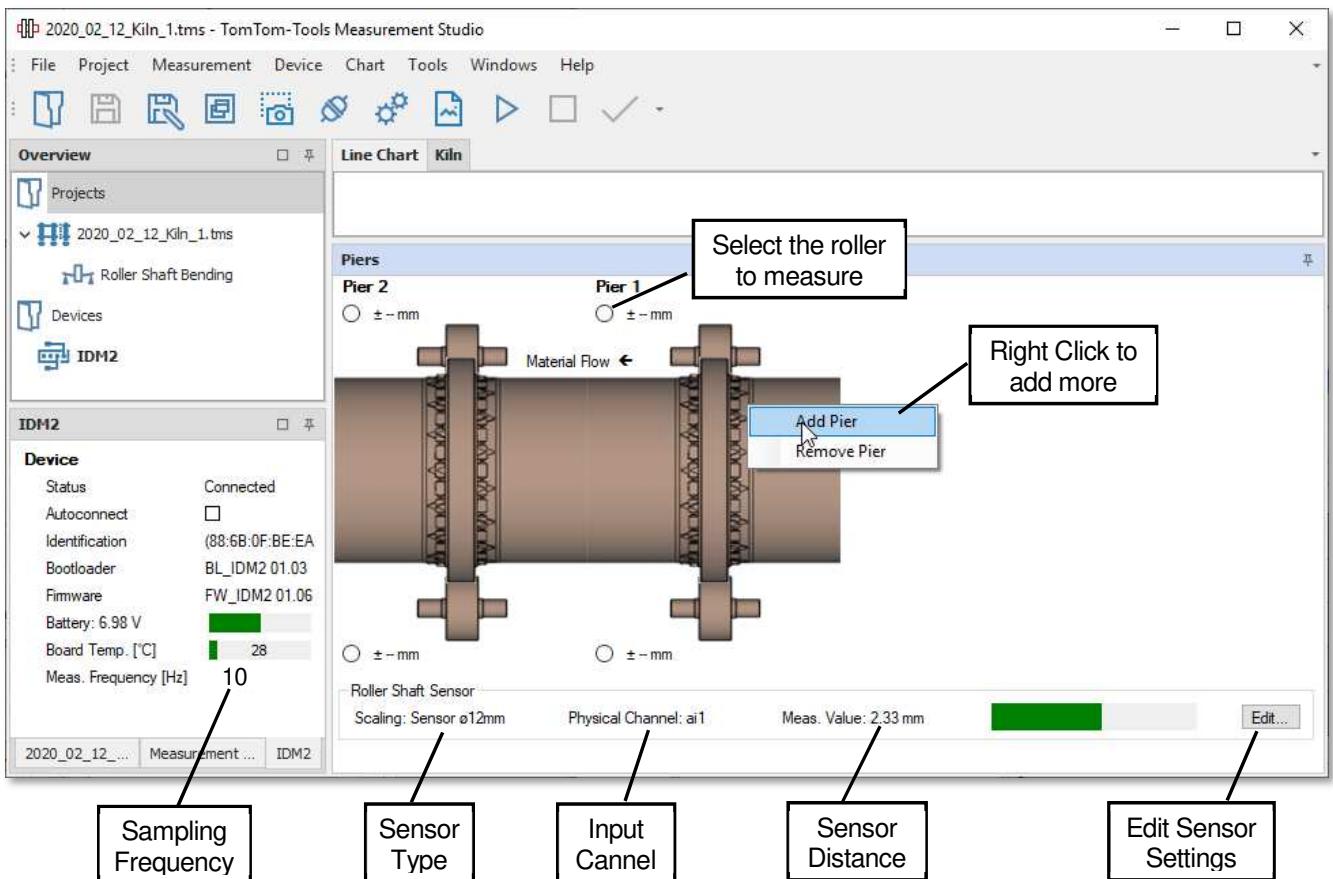 2020_02_12_Kiln_1.tms - TomTom-Tools Measurement Studio
File Project Measurement Device Chart Tools Windows Help
Overview
Projects
2020_02_12_Kiln_1.tms
Roller Shaft Bending
Devices
IDM2
IDM2
Device
Status Connected
Autoconnect
Identification (88:6B:0F:BE:EA
Bootloader BL_IDM2 01.03
Firmware FW_IDM2 01.06
Battery: 6.98 V
Board Temp. [°C] 28
Meas. Frequency [Hz] 10
2020_02_12_... Measurement ... IDM2
Line Chart Kiln
Piers
Pier 2 Pier 1
± -- mm ± -- mm
Material Flow ←
Select the roller
to measure
Right Click to
add more
Add Pier
Remove Pier
± -- mm ± -- mm
Roller Shaft Sensor
Scaling: Sensor ø12mm Physical Channel: ai1 Meas. Value: 2.33 mm Edit...
Sampling
Frequency
Sensor
Type
Input
Cannel
Sensor
Distance
Edit Sensor
Settings